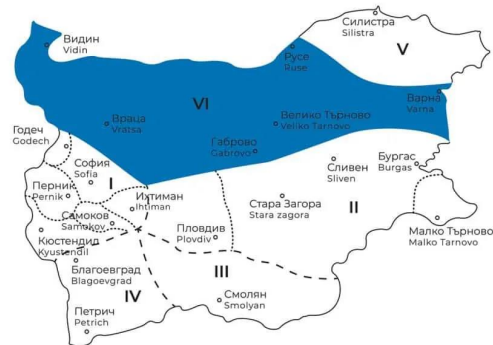 Силистра
Silistra
Видин
Vidin
Русе
Ruse
V
VI
Варна
Varna
Враца
Vratsa
Велико Търново
Veliko Tarnovo
Годеч
Godech
Габрово
Gabrovo
София
Sofia
I
Сливен
Sliven
Бургас
Burgas
Перник
Pernik
Ихтиман
Ihtiman
Стара Загора
Stara zagora
II
Самоков
Samokov
Пловдив
Plovdiv
Малко Търново
Malko Tarnovo
Кюстендил
Kyustendil
Благоевград
Blagoevgrad
III
IV
Смолян
Smolyan
Петрич
Petrich